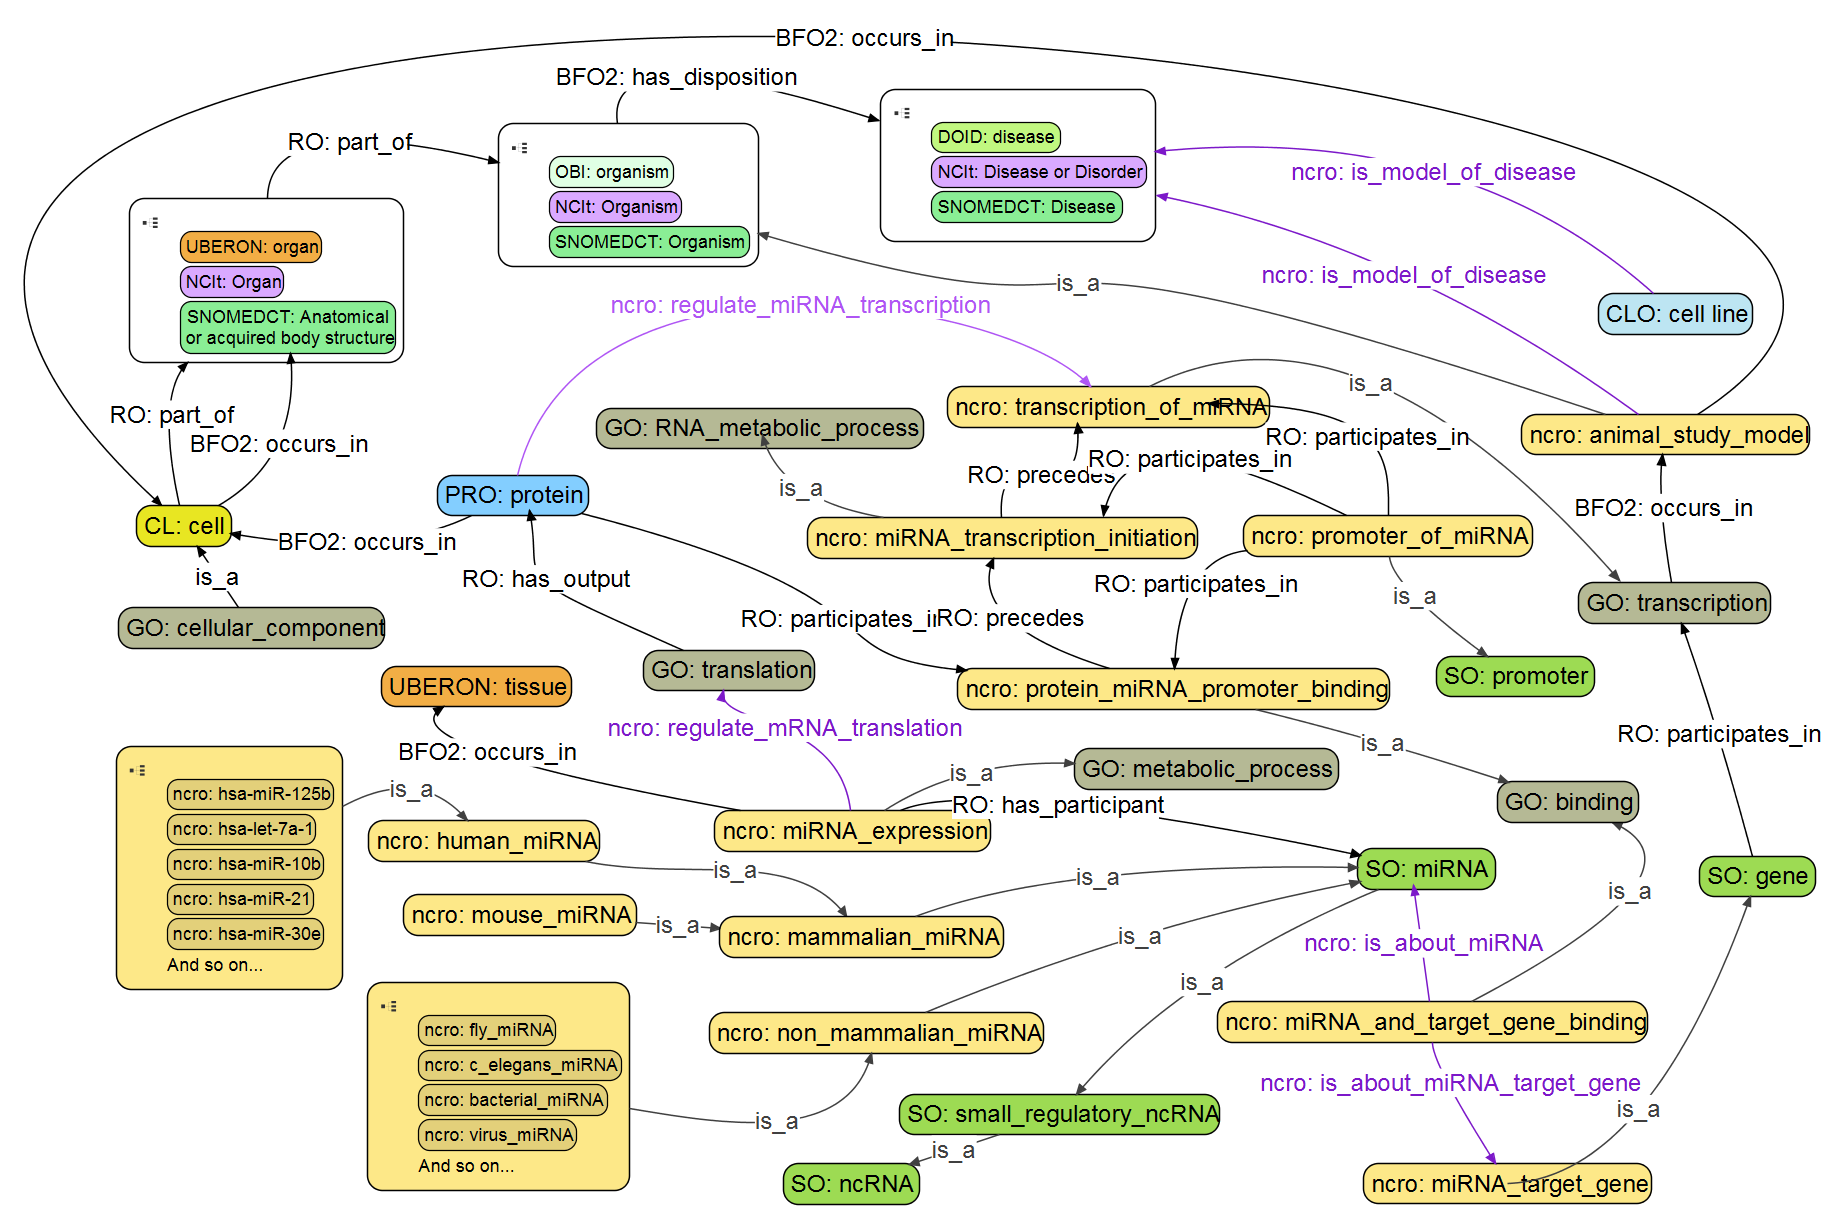 BFO2: occurs_in
BFO2: has_disposition
RO: part_of
DOID: disease
NCIt: Disease or Disorder
SNOMEDCT: Disease
OBI: organism
NCIt: Organism
SNOMEDCT: Organism
ncro: is_model_of_disease
UBERON: organ
NCIt: Organ
SNOMEDCT: Anatomical
or acquired body structure
ncro: is_model_of_disease
is_a
ncro: regulate_miRNA_transcription
CLO: cell line
is_a
RO: part_of
ncro: transcription_of_miRNA
GO: RNA_metabolic_process
RO: participates_in
ncro: animal_study_model
BFO2: occurs_in
RO: participates_in
RO: precedes
is_a
PRO: protein
BFO2: occurs_in
CL: cell
ncro: miRNA_transcription_initiation
ncro: promoter_of_miRNA
BFO2: occurs_in
is_a
RO: has_output
RO: participates_in
is_a
GO: transcription
GO: cellular_component
RO: participates_i
RO: precedes
GO: translation
SO: promoter
UBERON: tissue
ncro: protein_miRNA_promoter_binding
ncro: regulate_mRNA_translation
RO: participates_in
is_a
BFO2: occurs_in
is_a
GO: metabolic_process
ncro: hsa-miR-125b
is_a
RO: has_participant
GO: binding
ncro: hsa-let-7a-1
ncro: human_miRNA
ncro: miRNA_expression
ncro: hsa-miR-10b
is_a
is_a
SO: miRNA
SO: gene
ncro: hsa-miR-21
is_a
ncro: mouse_miRNA
is_a
ncro: hsa-miR-30e
ncro: mammalian_miRNA
is_a
ncro: is_about_miRNA
And so on...
is_a
ncro: fly_miRNA
ncro: non_mammalian_miRNA
ncro: miRNA_and_target_gene_binding
ncro: c_elegans_miRNA
ncro: is_about_miRNA_target_gene
ncro: bacterial_miRNA
is_a
SO: small_regulatory_ncRNA
is_a
ncro: virus_miRNA
is_a
And so on...
SO: ncRNA
ncro: miRNA_target_gene